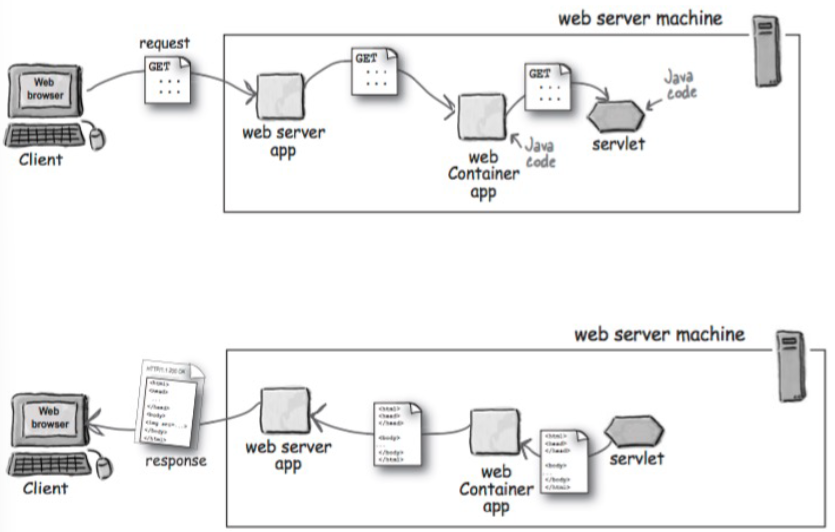 web server machine
request
GET
Web
browser
Client
web server
app
GET
web
Container
app
Java
code
GET
servlet
Java
code
web server machine
Web
browser
Client
HTTP/1.1 200 OK
<html>
<head>
...
</head>
<body>
<img src=...>
</body>
</html>
response
web server
app
<html>
<head>
</head>
<body>
</body>
</html>
web
Container
app
<html>
<head>
</head>
<body>
</body>
</html>
servlet